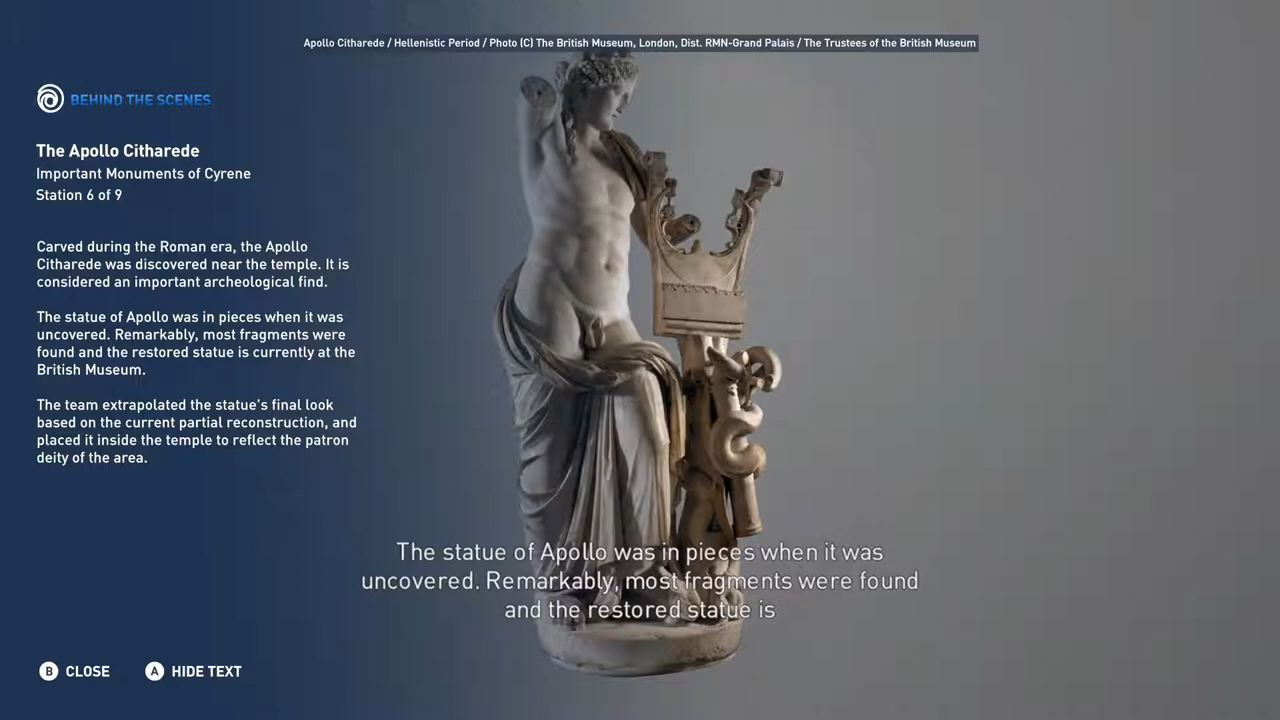 Apollo Citharede / Hellenistic Period / Photo (C) The British Museum, London, Dist. RMN-Grand Palais / The Trustees of the British Museum
BEHIND THE SCENES
The Apollo Citharede
Important Monuments of Cyrene
Station 6 of 9
Carved during the Roman era, the Apollo
Citharede was discovered near the temple. It is
considered an important archeological find.
The statue of Apollo was in pieces when it was
uncovered. Remarkably, most fragments were
found and the restored statue is currently at the
British Museum.
The team extrapolated the statue's final look
based on the current partial reconstruction, and
placed it inside the temple to reflect the patron
deity of the area.
The statue of Apollo was in pieces when it was
uncovered. Remarkably, most fragments were found
and the restored statue is
B CLOSE A HIDE TEXT